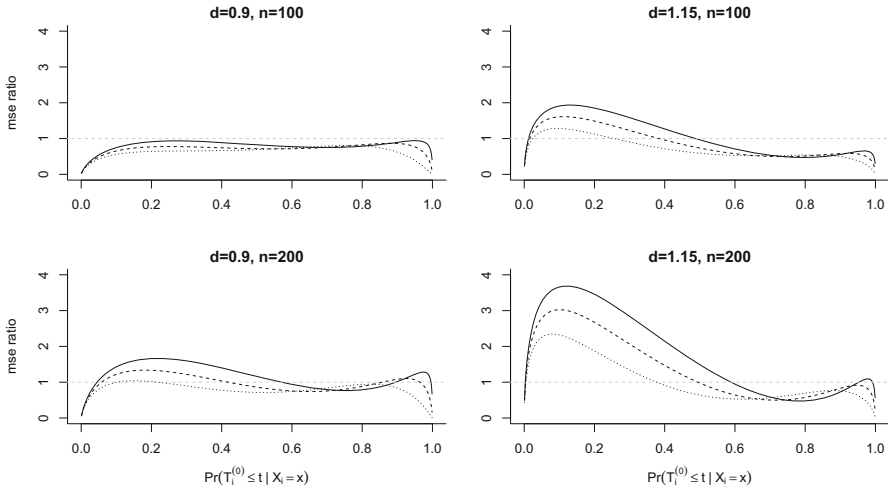 d=0.9, n=100
mse ratio
4
3
2
1
0
0.0 0.2 0.4 0.6 0.8 1.0
d=1.15, n=100
4
3
2
1
0
0.0 0.2 0.4 0.6 0.8 1.0
d=0.9, n=200
mse ratio
4
3
2
1
0
0.0 0.2 0.4 0.6 0.8 1.0
Pr(T_i^(0) ≤ t | X_i = x)
d=1.15, n=200
4
3
2
1
0
0.0 0.2 0.4 0.6 0.8 1.0
Pr(T_i^(0) ≤ t | X_i = x)